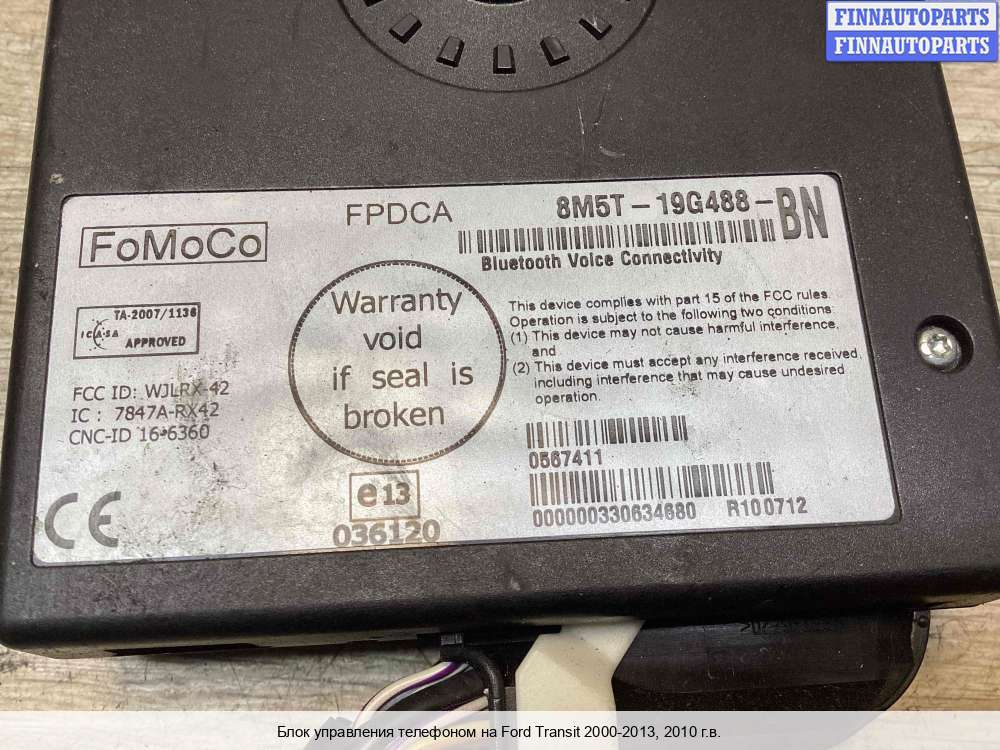 FINNAUTOPARTS
FINNAUTOPARTS
FPDCA
8M5T-19G488-BN
FoMoCo
Bluetooth Voice Connectivity
TA-2007/1136
ICASA
APPROVED
Warranty
void
if seal is
broken
This device complies with part 15 of the FCC rules.
Operation is subject to the following two conditions:
(1) This device may not cause harmful interference,
and
(2) This device must accept any interference received,
including interference that may cause undesired
operation.
FCC ID: WJLRX-42
IC : 7847A-RX42
CNC-ID 16-6360
0567411
CE
e13
036120
000000330634680 R100712
Блок управления телефоном на Ford Transit 2000-2013, 2010 г.в.